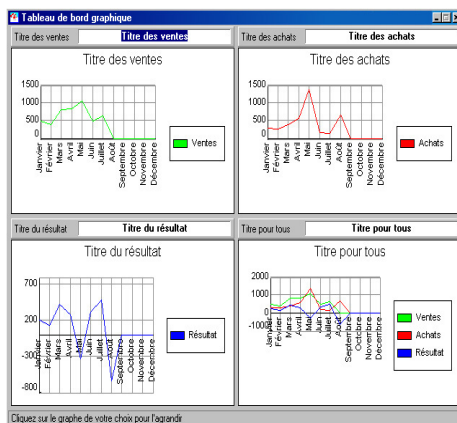 Tableau de bord graphique
Titre des ventes Titre des ventes
Titre des ventes
1500
1000
500
0
Janvier
Février
Mars
Avril
Mai
Juin
Juillet
Août
Septembre
Octobre
Novembre
Décembre
Ventes
Titre des achats Titre des achats
Titre des achats
1500
1000
500
0
Janvier
Février
Mars
Avril
Mai
Juin
Juillet
Août
Septembre
Octobre
Novembre
Décembre
Achats
Titre du résultat Titre du résultat
Titre du résultat
700
200
-300
-800
Janvier
Février
Mars
Avril
Mai
Juin
Juillet
Août
Septembre
Octobre
Novembre
Décembre
Résultat
Titre pour tous Titre pour tous
Titre pour tous
2000
1000
0
-1000
Janvier
Février
Mars
Avril
Mai
Juin
Juillet
Août
Septembre
Octobre
Novembre
Décembre
Ventes
Achats
Résultat
Cliquez sur le graphe de votre choix pour l'agrandir